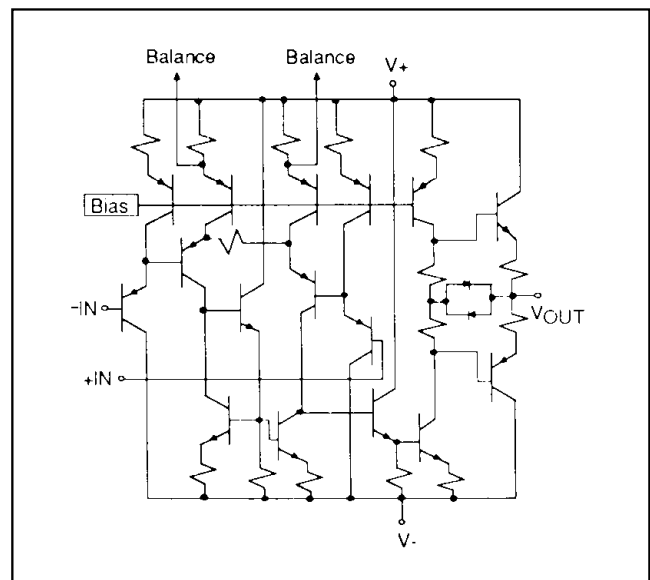 Balance
Balance
V+
Bias
-IN
+IN
VOUT
V-